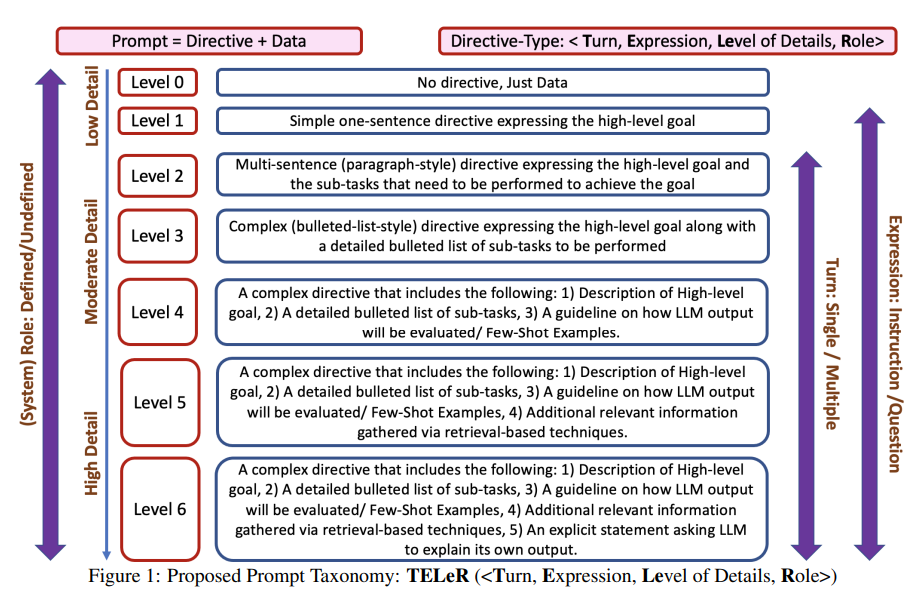 Prompt = Directive + Data
Directive-Type: < Turn, Expression, Level of Details, Role>
(System) Role: Defined/Undefined
Low Detail
Moderate Detail
High Detail
Level 0
No directive, Just Data
Level 1
Simple one-sentence directive expressing the high-level goal
Level 2
Multi-sentence (paragraph-style) directive expressing the high-level goal and
the sub-tasks that need to be performed to achieve the goal
Level 3
Complex (bulleted-list-style) directive expressing the high-level goal along with
a detailed bulleted list of sub-tasks to be performed
Level 4
A complex directive that includes the following: 1) Description of High-level
goal, 2) A detailed bulleted list of sub-tasks, 3) A guideline on how LLM output
will be evaluated/ Few-Shot Examples.
Level 5
A complex directive that includes the following: 1) Description of High-level
goal, 2) A detailed bulleted list of sub-tasks, 3) A guideline on how LLM output
will be evaluated/ Few-Shot Examples, 4) Additional relevant information
gathered via retrieval-based techniques.
Level 6
A complex directive that includes the following: 1) Description of High-level
goal, 2) A detailed bulleted list of sub-tasks, 3) A guideline on how LLM output
will be evaluated/ Few-Shot Examples, 4) Additional relevant information
gathered via retrieval-based techniques, 5) An explicit statement asking LLM
to explain its own output.
Turn: Single / Multiple
Expression: Instruction /Question
Figure 1: Proposed Prompt Taxonomy: TELeR (<Turn, Expression, Level of Details, Role>)